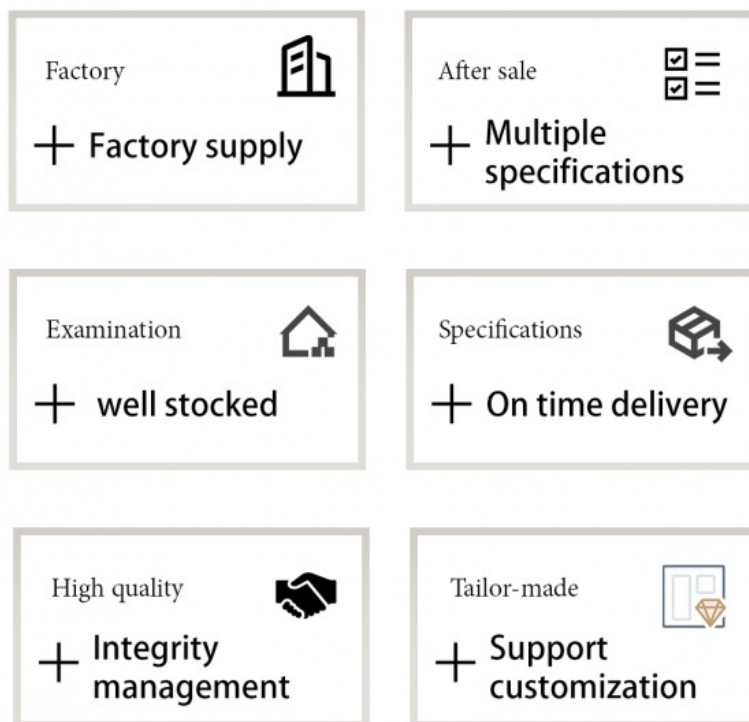 Factory
+ Factory supply
After sale
+ Multiple
specifications
Examination
+ well stocked
Specifications
+ On time delivery
High quality
+ Integrity
management
Tailor-made
+ Support
customization